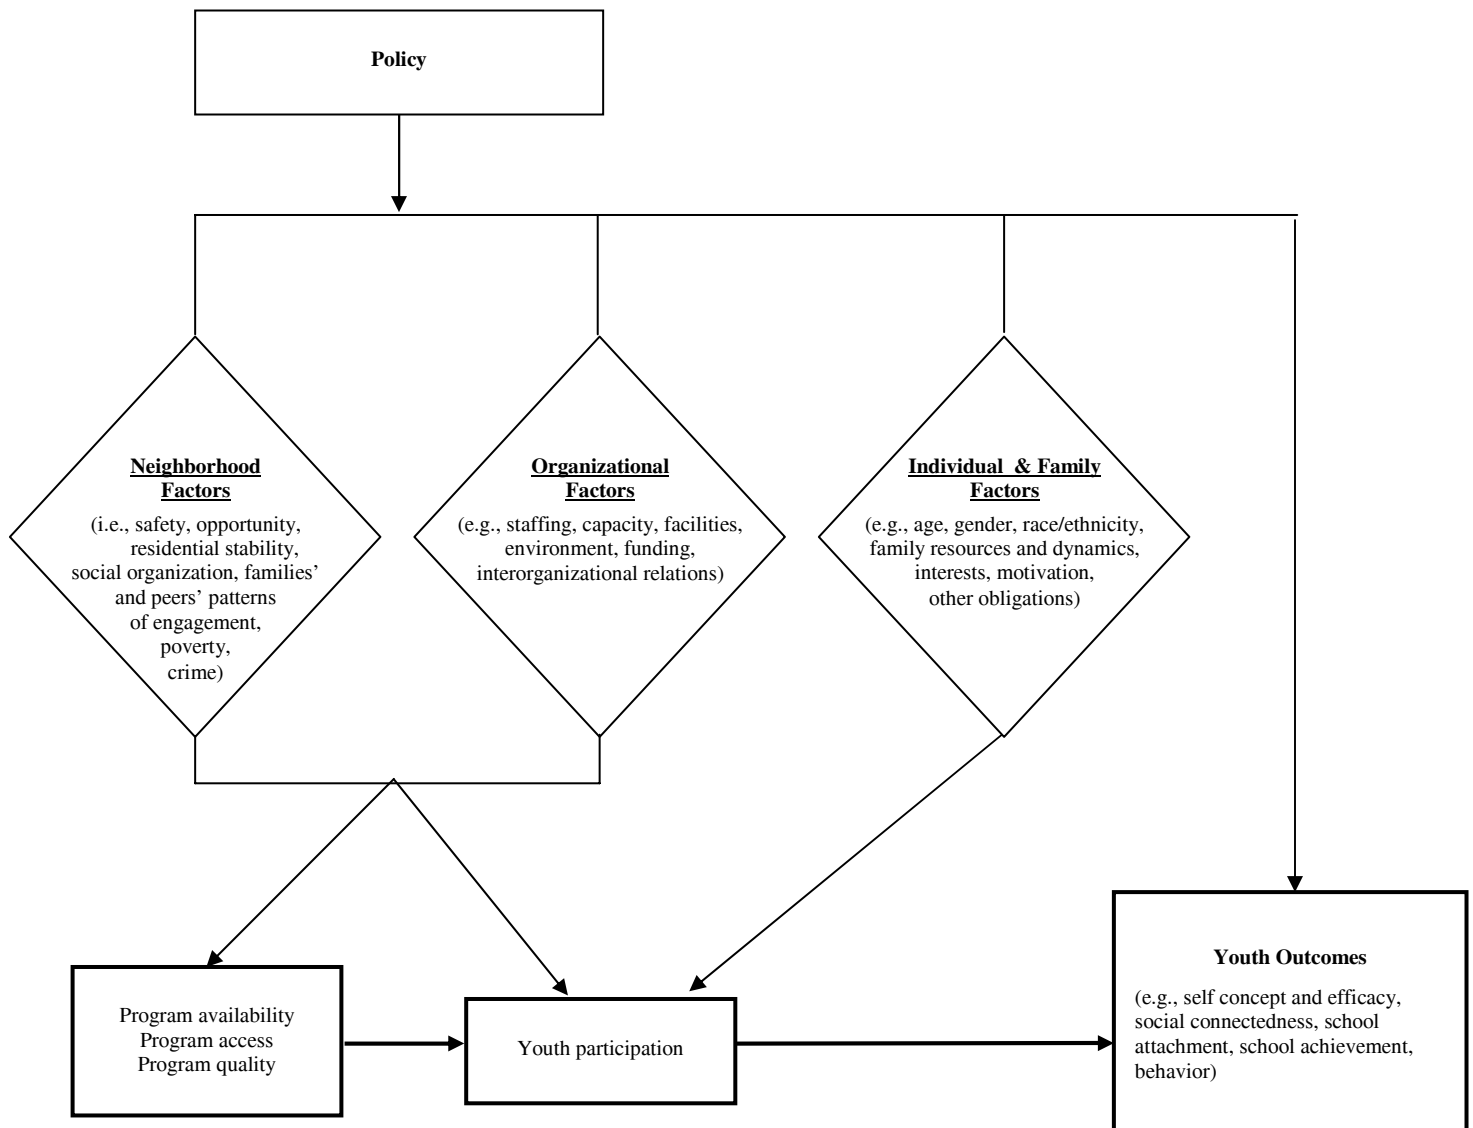 Policy
Neighborhood
Factors
(i.e., safety, opportunity,
residential stability,
social organization, families’
and peers’ patterns
of engagement,
poverty,
crime)
Organizational
Factors
(e.g., staffing, capacity, facilities,
environment, funding,
interorganizational relations)
Individual & Family
Factors
(e.g., age, gender, race/ethnicity,
family resources and dynamics,
interests, motivation,
other obligations)
Program availability
Program access
Program quality
Youth participation
Youth Outcomes
(e.g., self concept and efficacy,
social connectedness, school
attachment, school achievement,
behavior)